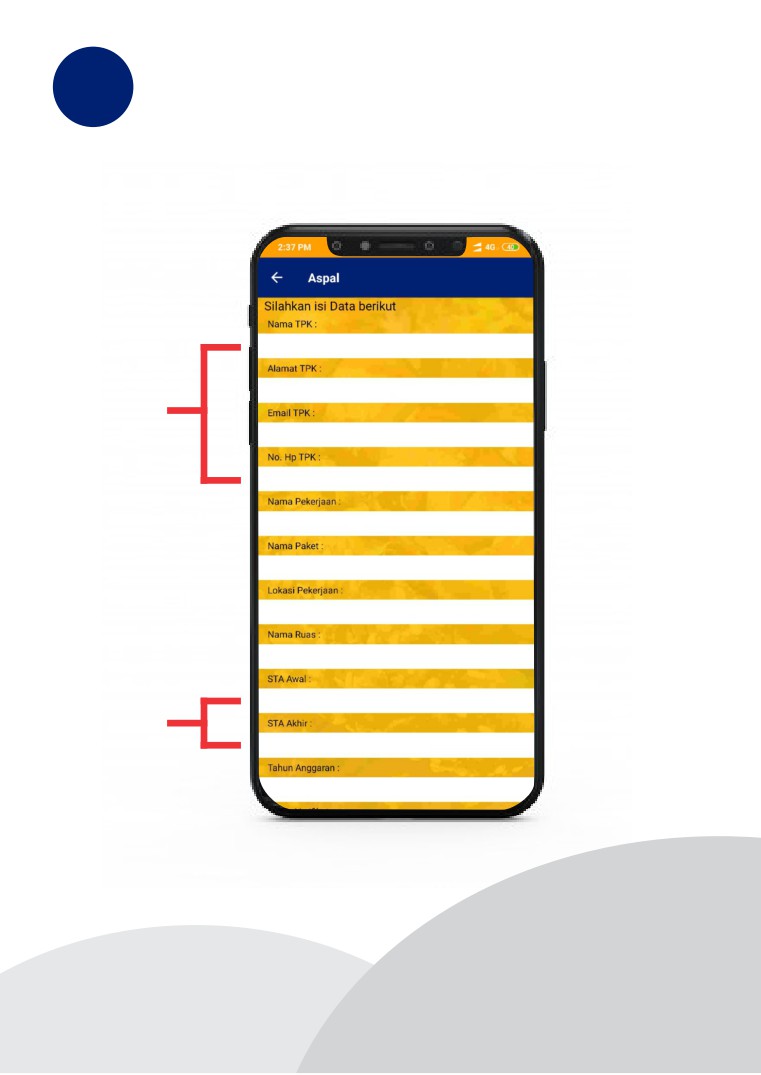 2:37 PM
4G
Aspal
Silahkan isi Data berikut
Nama TPK :
Alamat TPK :
Email TPK :
No. Hp TPK :
Nama Pekerjaan :
Nama Paket :
Lokasi Pekerjaan :
Nama Ruas :
STA Awal :
STA Akhir :
Tahun Anggaran :